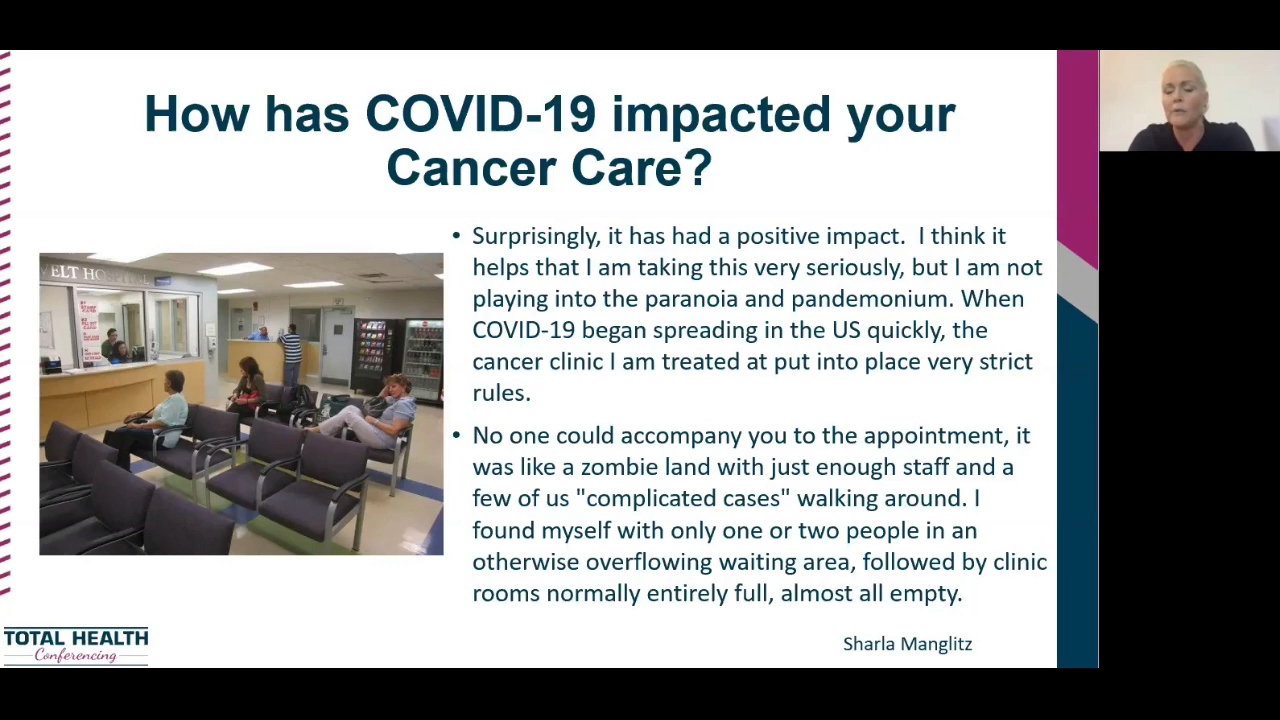 How has COVID-19 impacted your
Cancer Care?
• Surprisingly, it has had a positive impact.  I think it
helps that I am taking this very seriously, but I am not
playing into the paranoia and pandemonium. When
COVID-19 began spreading in the US quickly, the
cancer clinic I am treated at put into place very strict
rules.
• No one could accompany you to the appointment, it
was like a zombie land with just enough staff and a
few of us "complicated cases" walking around. I
found myself with only one or two people in an
otherwise overflowing waiting area, followed by clinic
rooms normally entirely full, almost all empty.
VELT HOSPITAL
Sharla Manglitz
TOTAL HEALTH
Conferencing